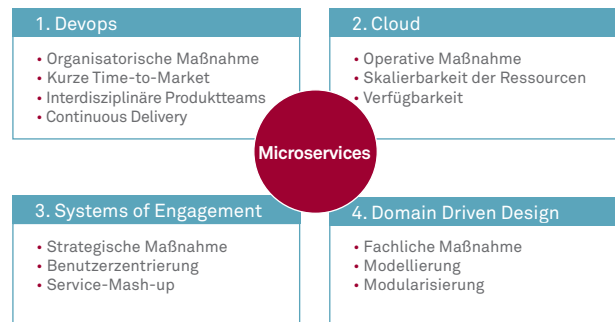 1. Devops
• Organisatorische Maßnahme
• Kurze Time-to-Market
• Interdisziplinäre Produktteams
• Continuous Delivery
2. Cloud
• Operative Maßnahme
• Skalierbarkeit der Ressourcen
• Verfügbarkeit
Microservices
3. Systems of Engagement
• Strategische Maßnahme
• Benutzerzentrierung
• Service-Mash-up
4. Domain Driven Design
• Fachliche Maßnahme
• Modellierung
• Modularisierung